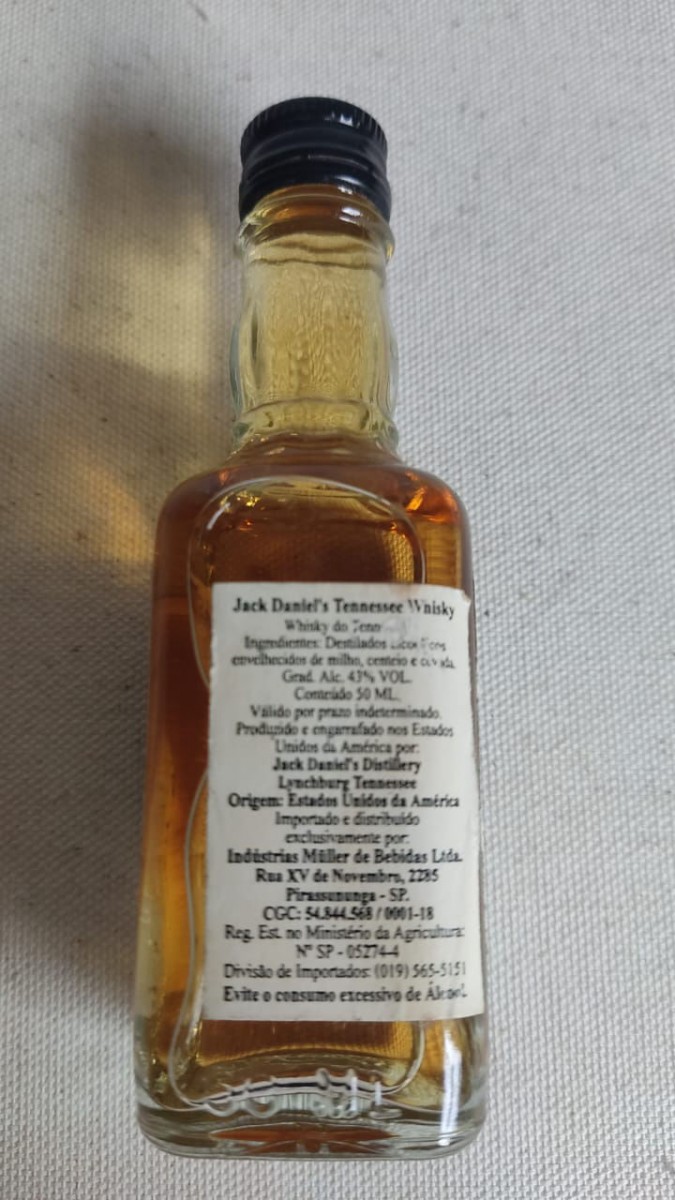 Jack Daniel's Tennessee Whisky
Whisky do Tenn
Ingredientes: Destilados
envelhecidos de milho, centeio e
Grad. Alc. 43% VOL.
Conteúdo 50 ML.
Válido por prazo indeterminado.
Produzido e engarrafado nos Estados
Unidos da América por:
Jack Daniel's Distillery
Lynchburg Tennessee
Origem: Estados Unidos da América
Importado e distribuído
exclusivamente por:
Indústrias Müller de Bebidas Ltda.
Rua XV de Novembro, 2285
Pirassununga - SP.
CGC: 54.844.568 / 0001-18
Reg. Est. no Ministério da Agricultura:
Nº SP - 05274-4
Divisão de Importados: (019) 565-5151
Evite o consumo excessivo de Álcool.